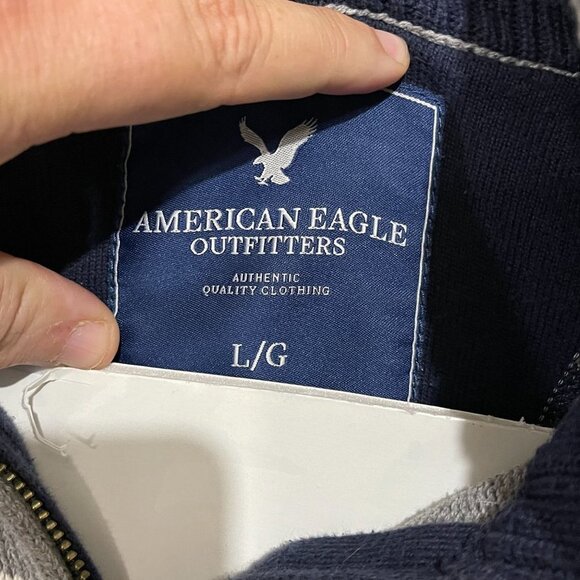 AMERICAN EAGLE
OUTFITTERS
AUTHENTIC
QUALITY CLOTHING
L/G